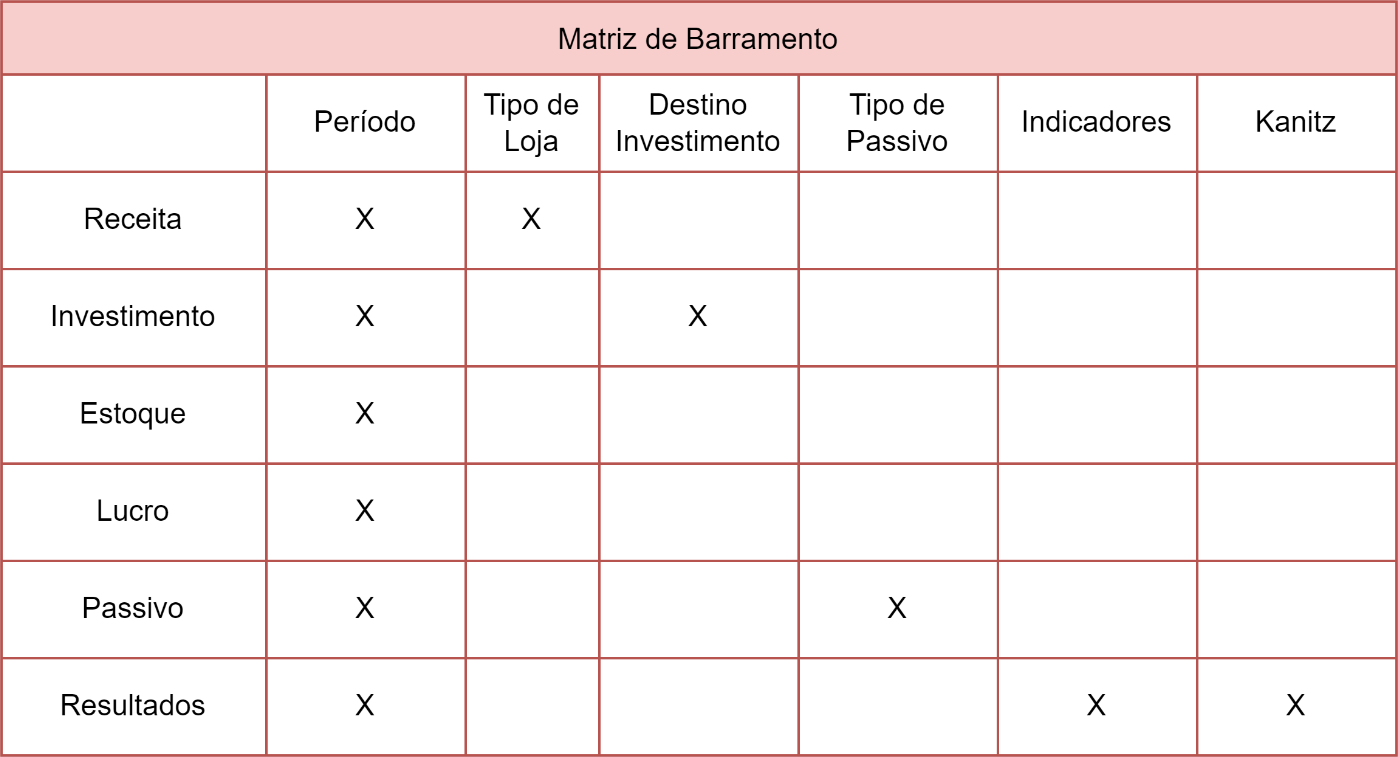 Matriz de Barramento
Período Tipo de Loja Destino Investimento Tipo de Passivo Indicadores Kanitz
Receita X X
Investimento X X
Estoque X
Lucro X
Passivo X X
Resultados X X X